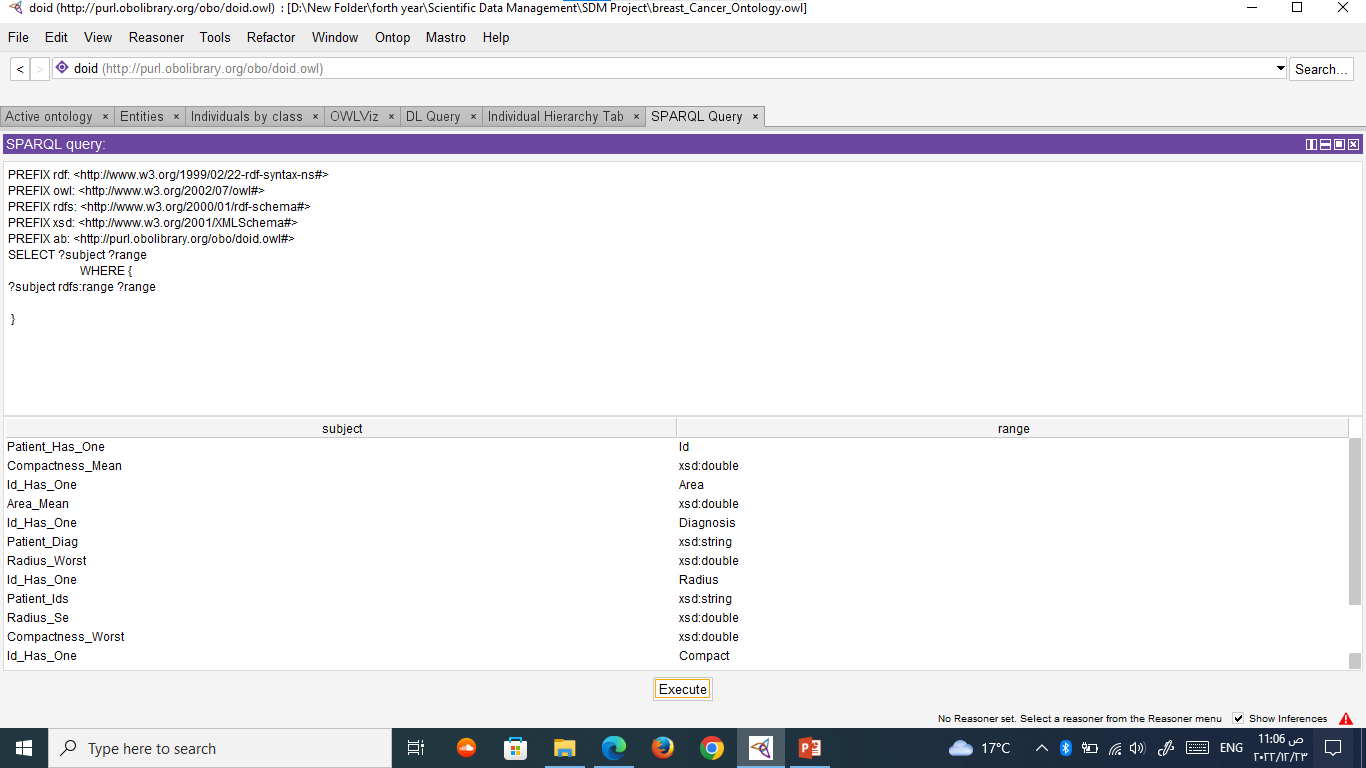 doid (http://purl.obolibrary.org/obo/doid.owl) : [D:\New Folder\forth year\Scientific Data Management\SDM Project\breast_Cancer_Ontology.owl]
File Edit View Reasoner Tools Refactor Window Ontop Mastro Help
< > doid (http://purl.obolibrary.org/obo/doid.owl) Search...
Active ontology × Entities × Individuals by class × OWLViz × DL Query × Individual Hierarchy Tab × SPARQL Query ×
SPARQL query:
PREFIX rdf: <http://www.w3.org/1999/02/22-rdf-syntax-ns#>
PREFIX owl: <http://www.w3.org/2002/07/owl#>
PREFIX rdfs: <http://www.w3.org/2000/01/rdf-schema#>
PREFIX xsd: <http://www.w3.org/2001/XMLSchema#>
PREFIX ab: <http://purl.obolibrary.org/obo/doid.owl#>
SELECT ?subject ?range
WHERE {
?subject rdfs:range ?range
}
subject range
Patient_Has_One Id
Compactness_Mean xsd:double
Id_Has_One Area
Area_Mean xsd:double
Id_Has_One Diagnosis
Patient_Diag xsd:string
Radius_Worst xsd:double
Id_Has_One Radius
Patient_Ids xsd:string
Radius_Se xsd:double
Compactness_Worst xsd:double
Id_Has_One Compact
Execute
No Reasoner set. Select a reasoner from the Reasoner menu Show Inferences
Type here to search 17°C ENG 11:06 ص
٢٠٢٢/١٢/٢٣